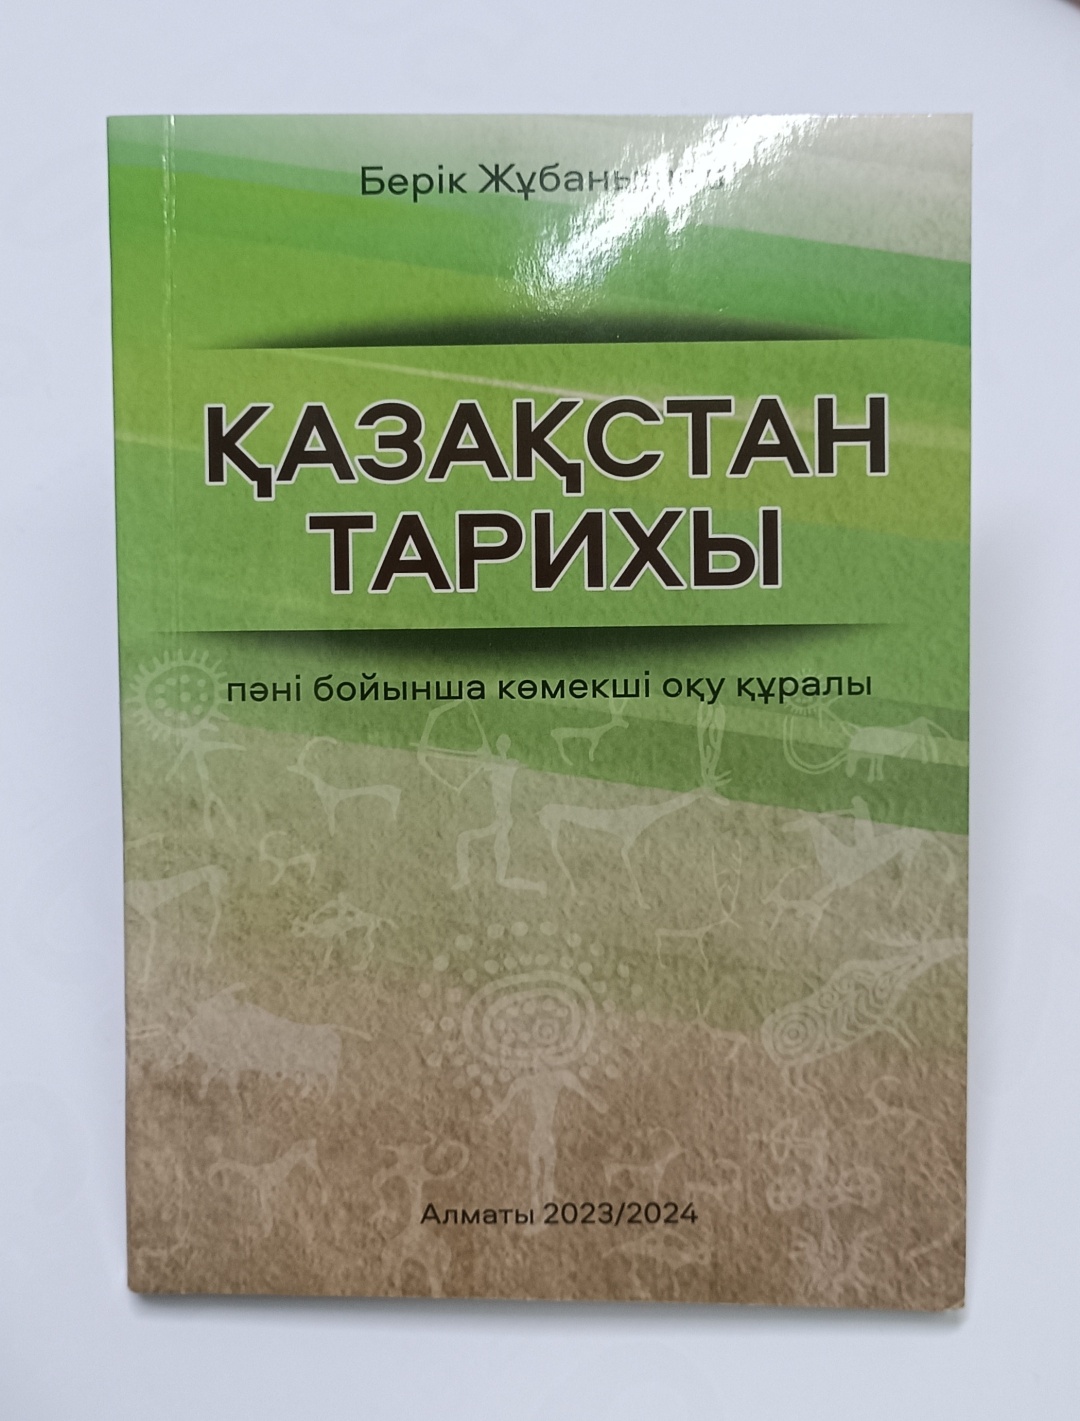 Берік
ҚАЗАҚСТАН
ТАРИХЫ
пәні бойынша көмекші оқу құралы
Алматы 2023/2024